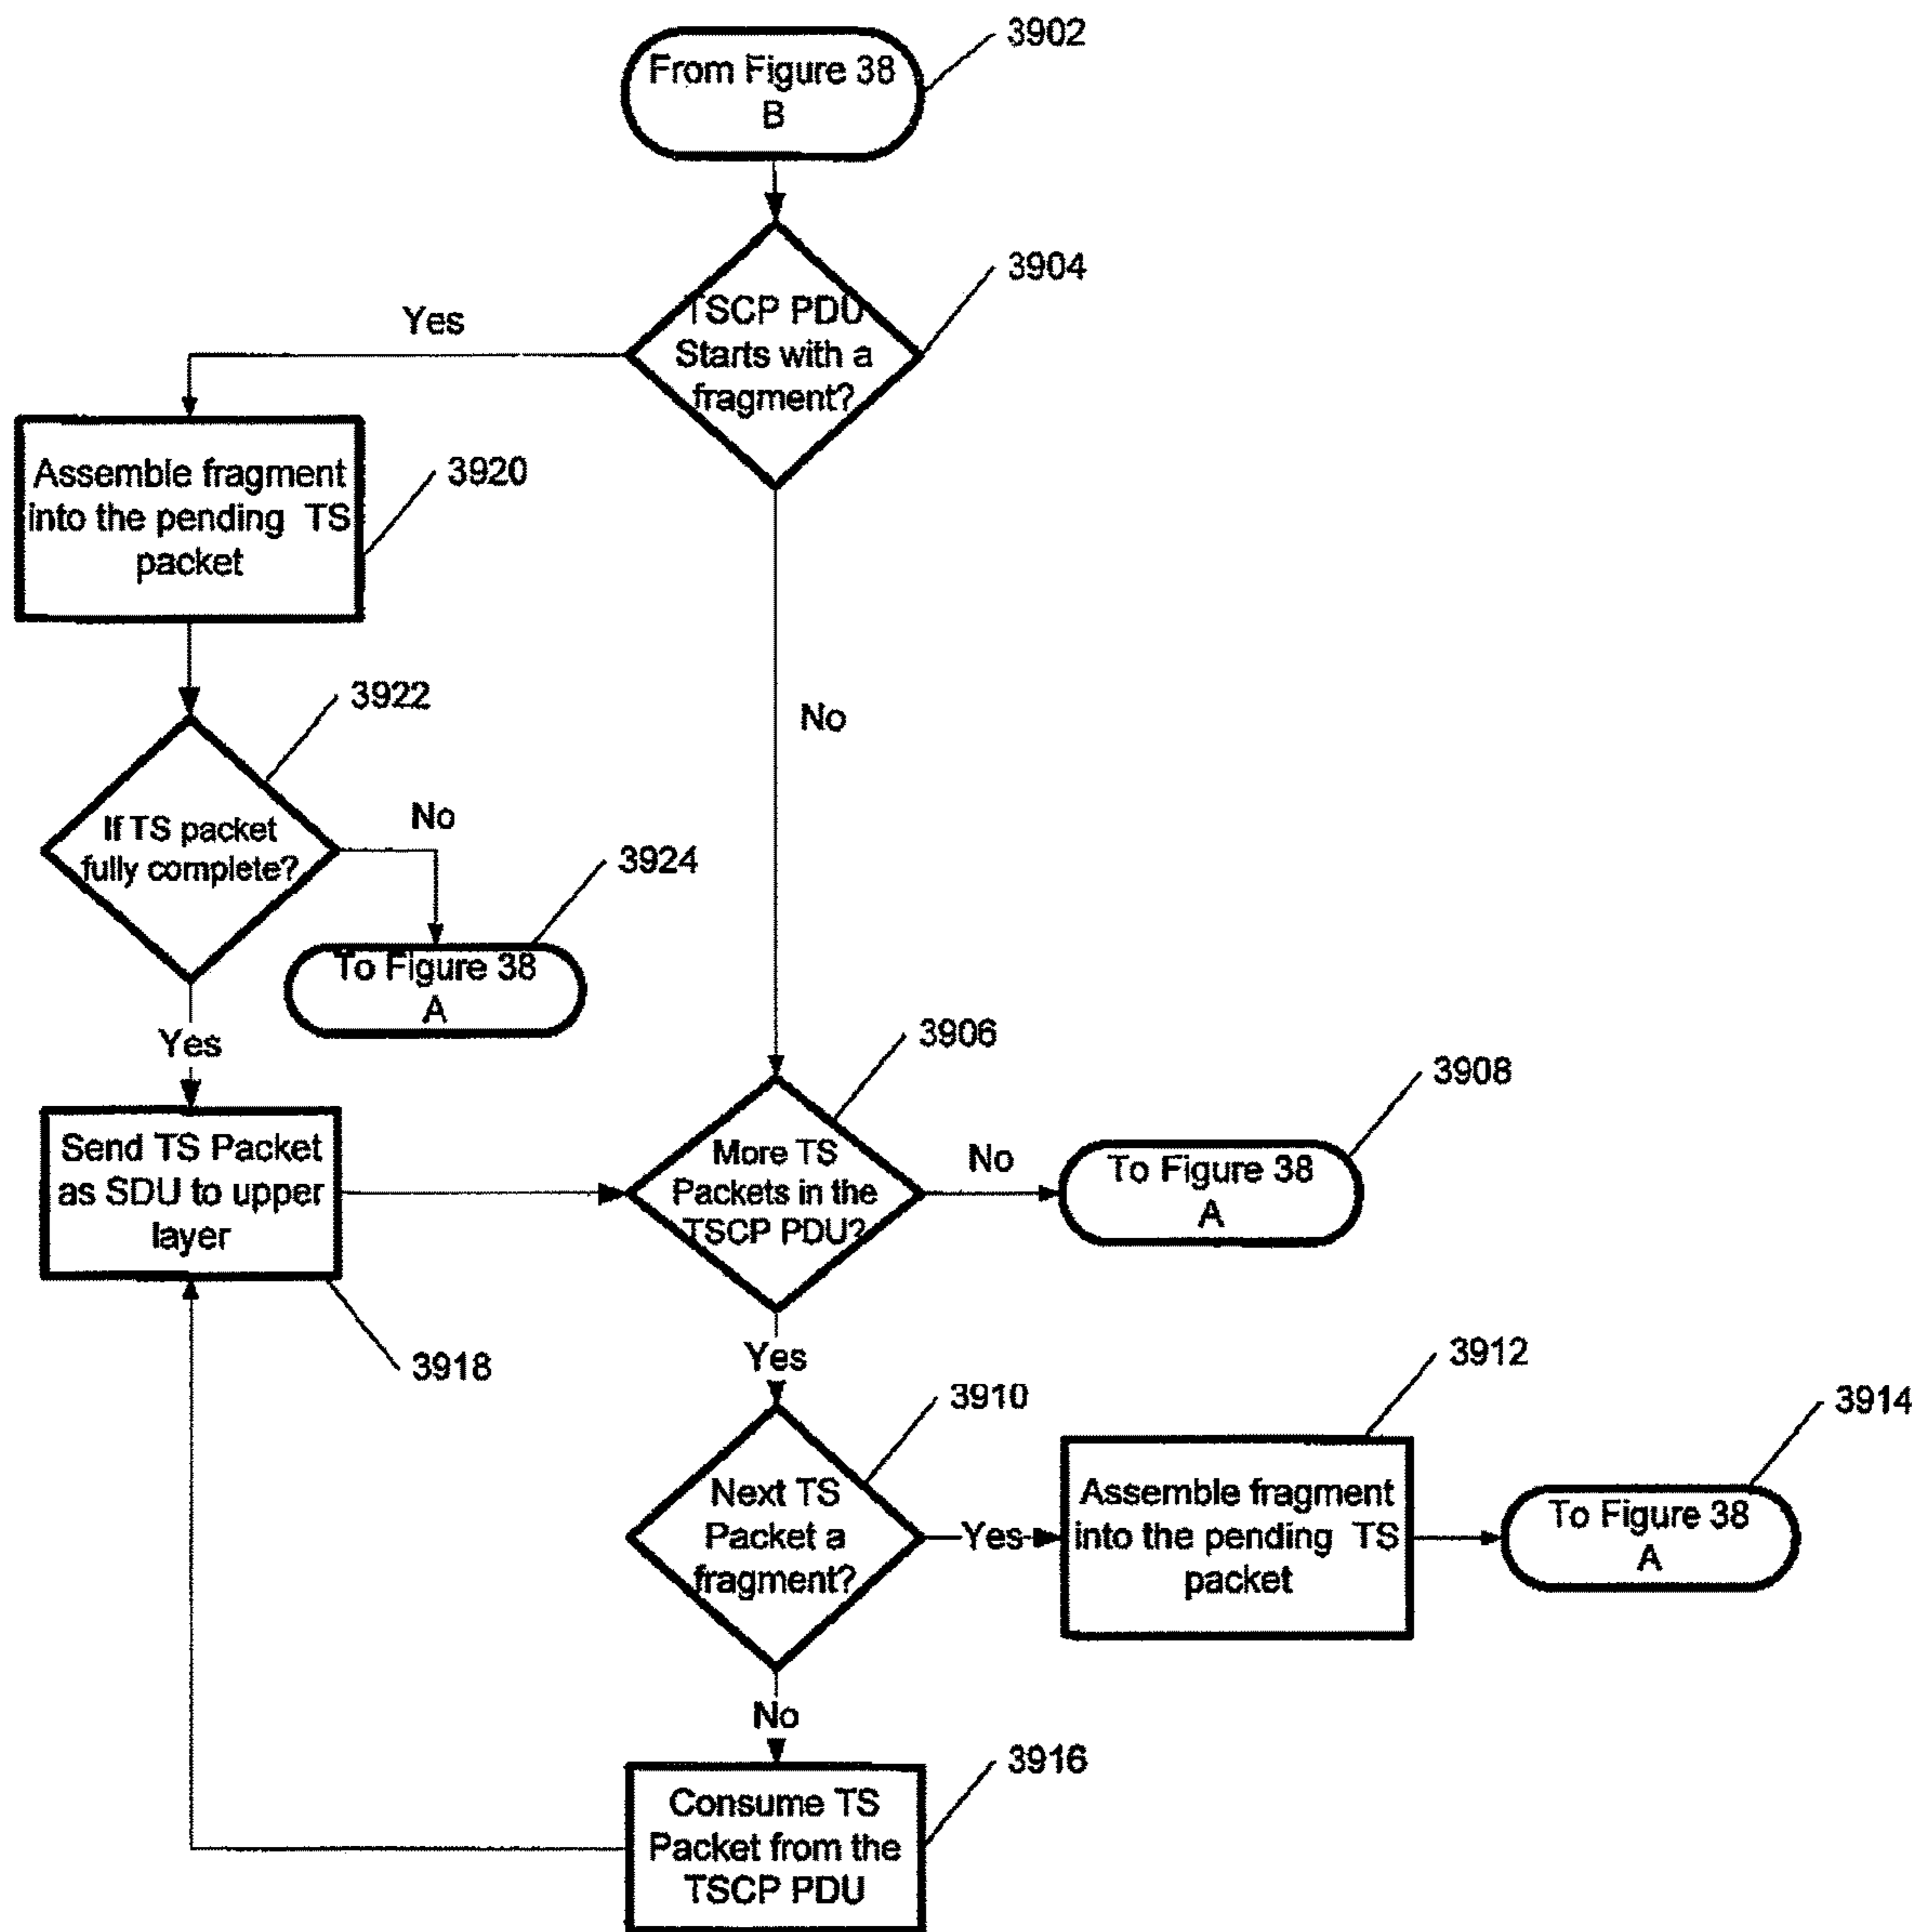 3902
From Figure 38
B
3904
TSCP PDU
Starts with a
fragment?
Yes
Assemble fragment
into the pending TS
packet
3920
3922
No
If TS packet
fully complete?
No
3924
To Figure 38
A
Yes
3906
3908
Send TS Packet
as SDU to upper
layer
More TS
Packets in the
TSCP PDU?
No
To Figure 38
A
3918
Yes
3912
3910
3914
Next TS
Packet a
fragment?
Yes
Assemble fragment
into the pending TS
packet
To Figure 38
A
No
3916
Consume TS
Packet from the
TSCP PDU